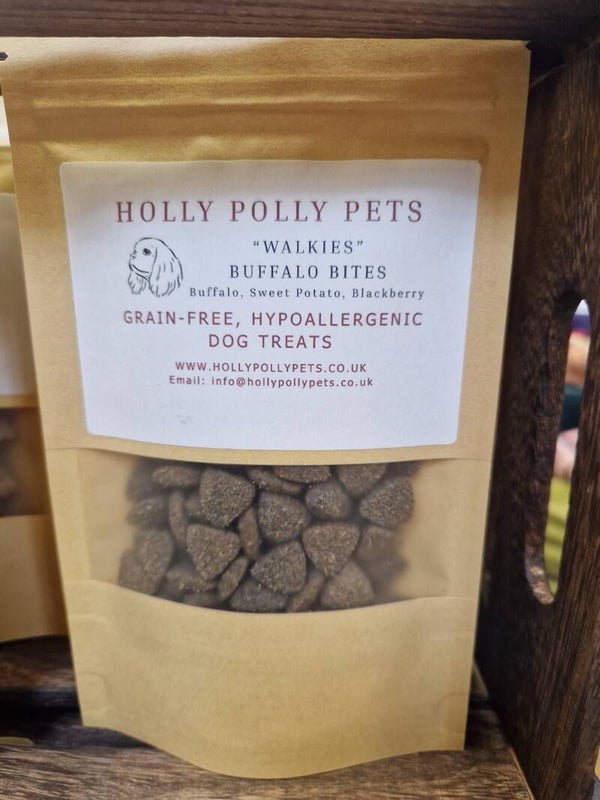 HOLLY POLLY PETS
“WALKIES”
BUFFALO BITES
Buffalo, Sweet Potato, Blackberry
GRAIN-FREE, HYPOALLERGENIC
DOG TREATS
WWW.HOLLYPOLLYPETS.CO.UK
Email: info@hollypollypets.co.uk